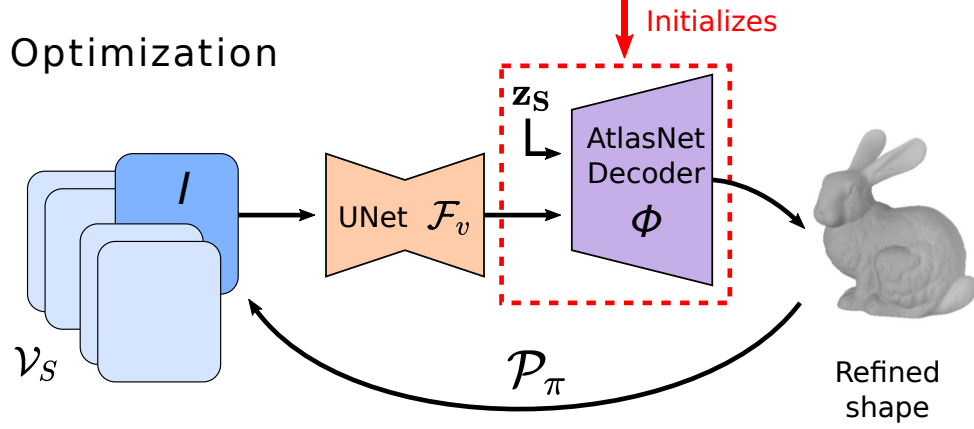 Initializes
Optimization
z_S
AtlasNet
Decoder
Φ
I
UNet 𝓕_v
𝒱_S
𝒫_π
Refined
shape